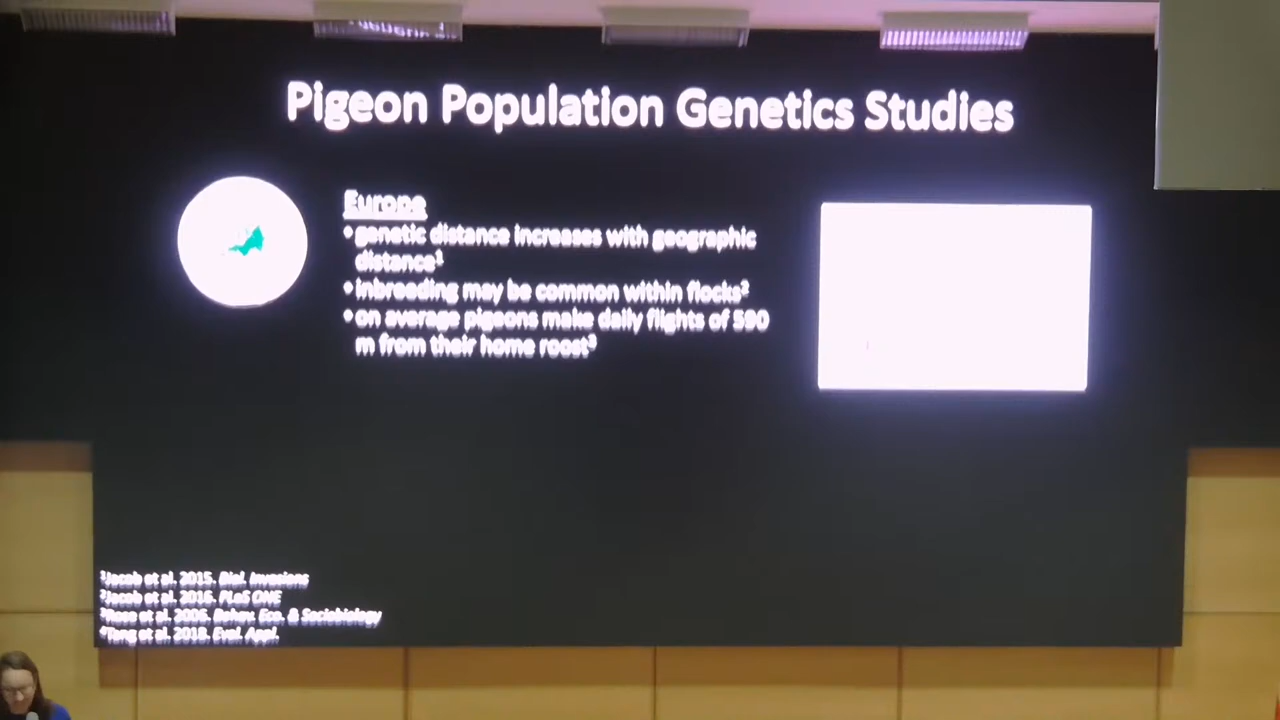 Pigeon Population Genetics Studies
Europe
• genetic distance increases with geographic
distance¹
• inbreeding may be common within flocks²
• on average pigeons make daily flights of 590
m from their home roost³
¹Jacob et al. 2015. Biol. Invasions
²Jacob et al. 2016. PLoS ONE
³Rose et al. 2006. Behav. Eco. & Sociobiology
⁴Tang et al. 2018. Evol. Appl.